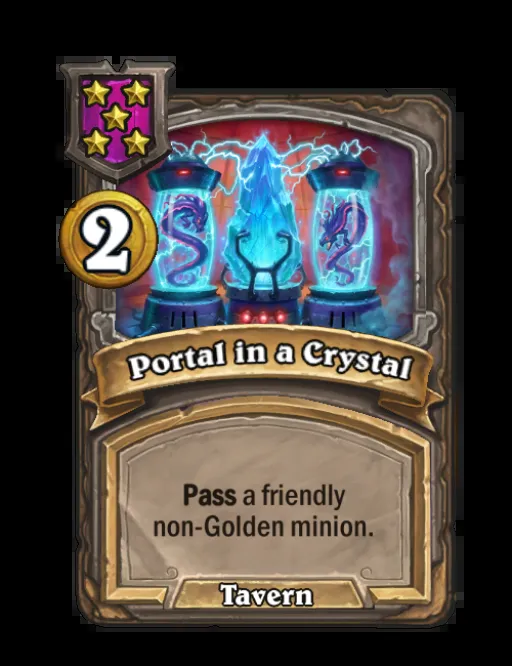 2
Portal in a Crystal
Pass a friendly
non-Golden minion.
Tavern